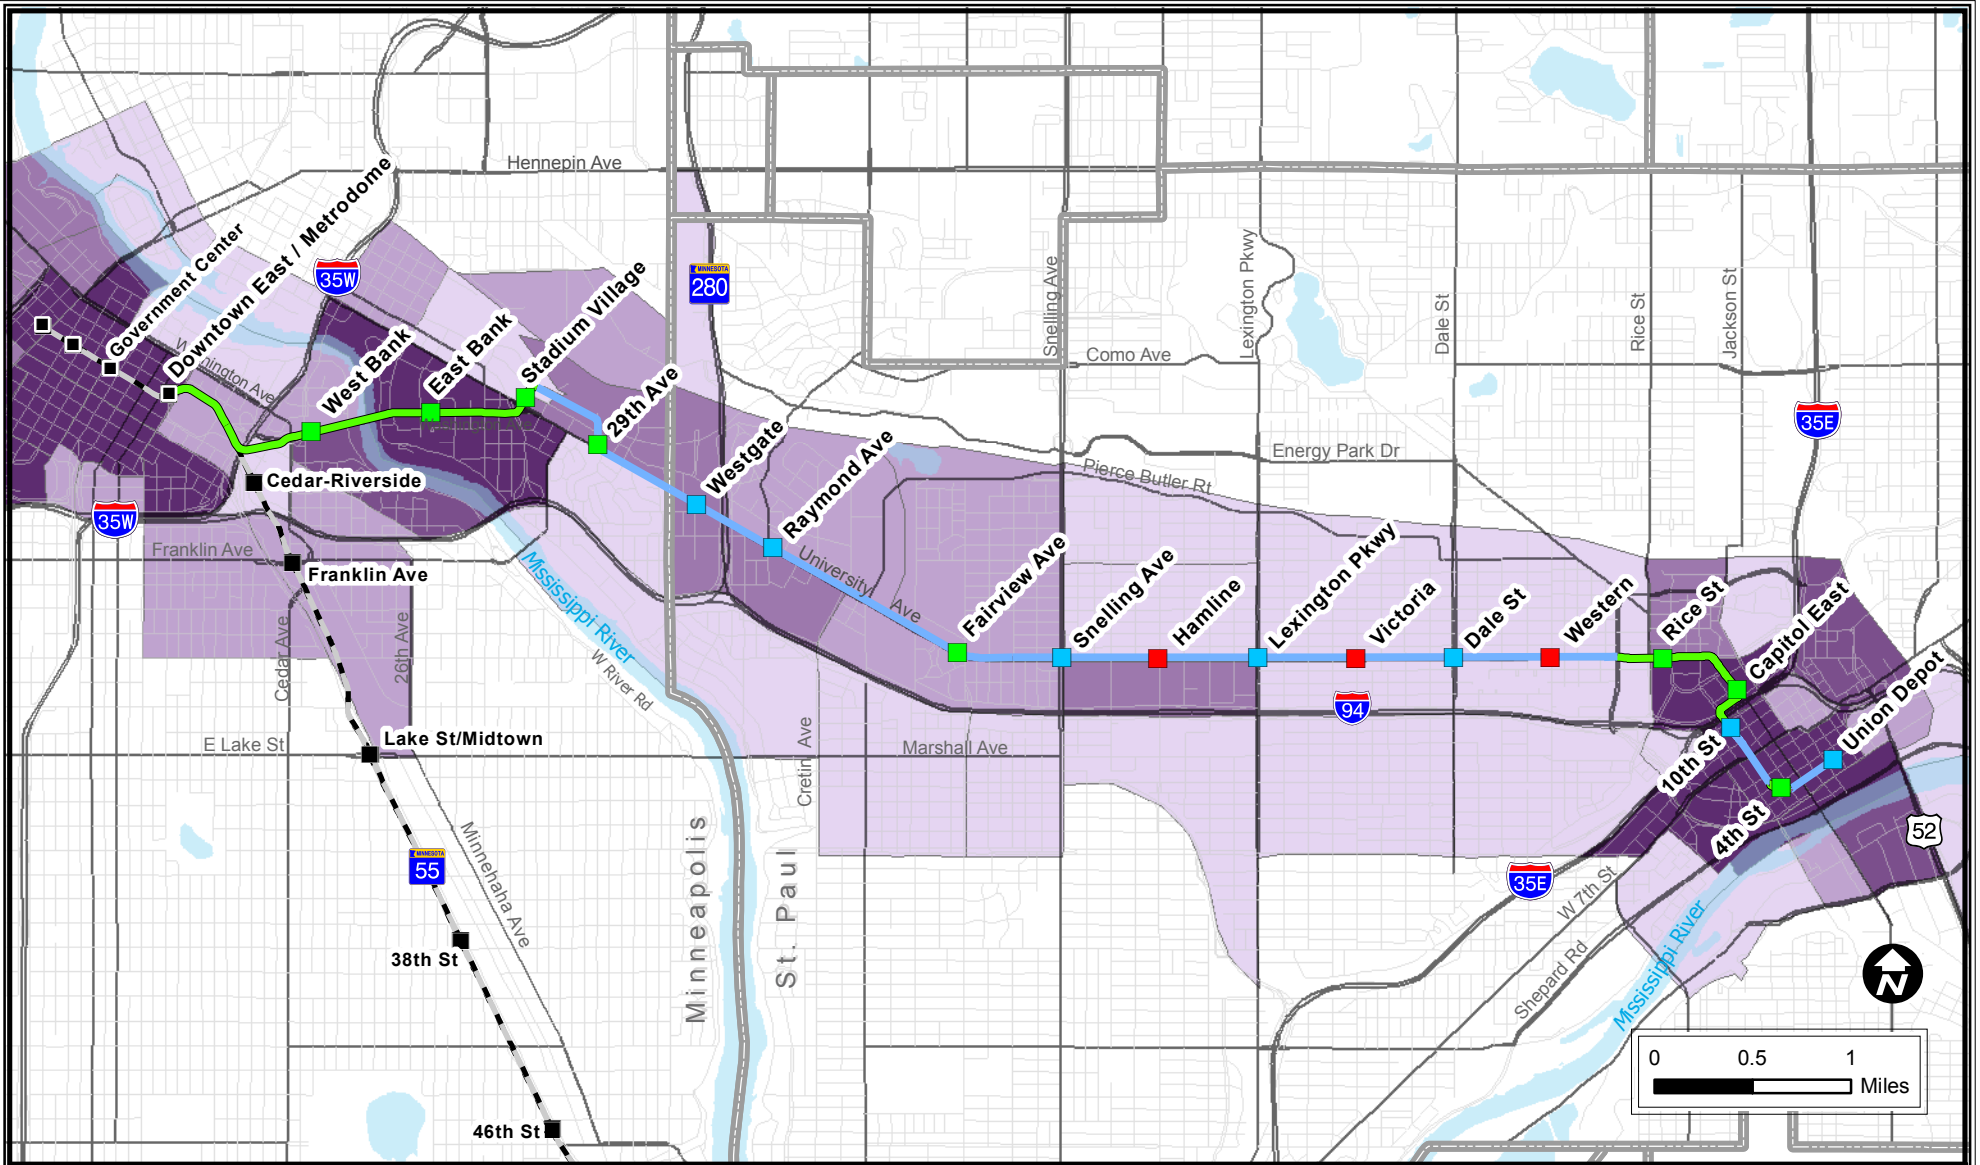 Hennepin Ave
Government Center
Downtown East / Metrodome
35W
MINNESOTA
280
Snelling Ave
Lexington Pkwy
Dale St
Rice St
Jackson St
Como Ave
Stadium Village
East Bank
West Bank
29th Ave
35E
Energy Park Dr
Pierce Butler Rt
Westgate
Raymond Ave
Cedar-Riverside
35W
Franklin Ave
Franklin Ave
Mississippi River
W River Rd
University Ave
Fairview Ave
Snelling Ave
Hamline
Lexington Pkwy
Victoria
Dale St
Western
Rice St
Capitol East
Union Depot
10th St
4th St
Cedar Ave
26th Ave
94
E Lake St
Lake St/Midtown
Cretin Ave
Marshall Ave
52
MINNESOTA
55
Minnehaha Ave
Minneapolis
St. Paul
35E
W 7th St
Shepard Rd
Mississippi River
38th St
N
46th St
0 0.5 1
Miles